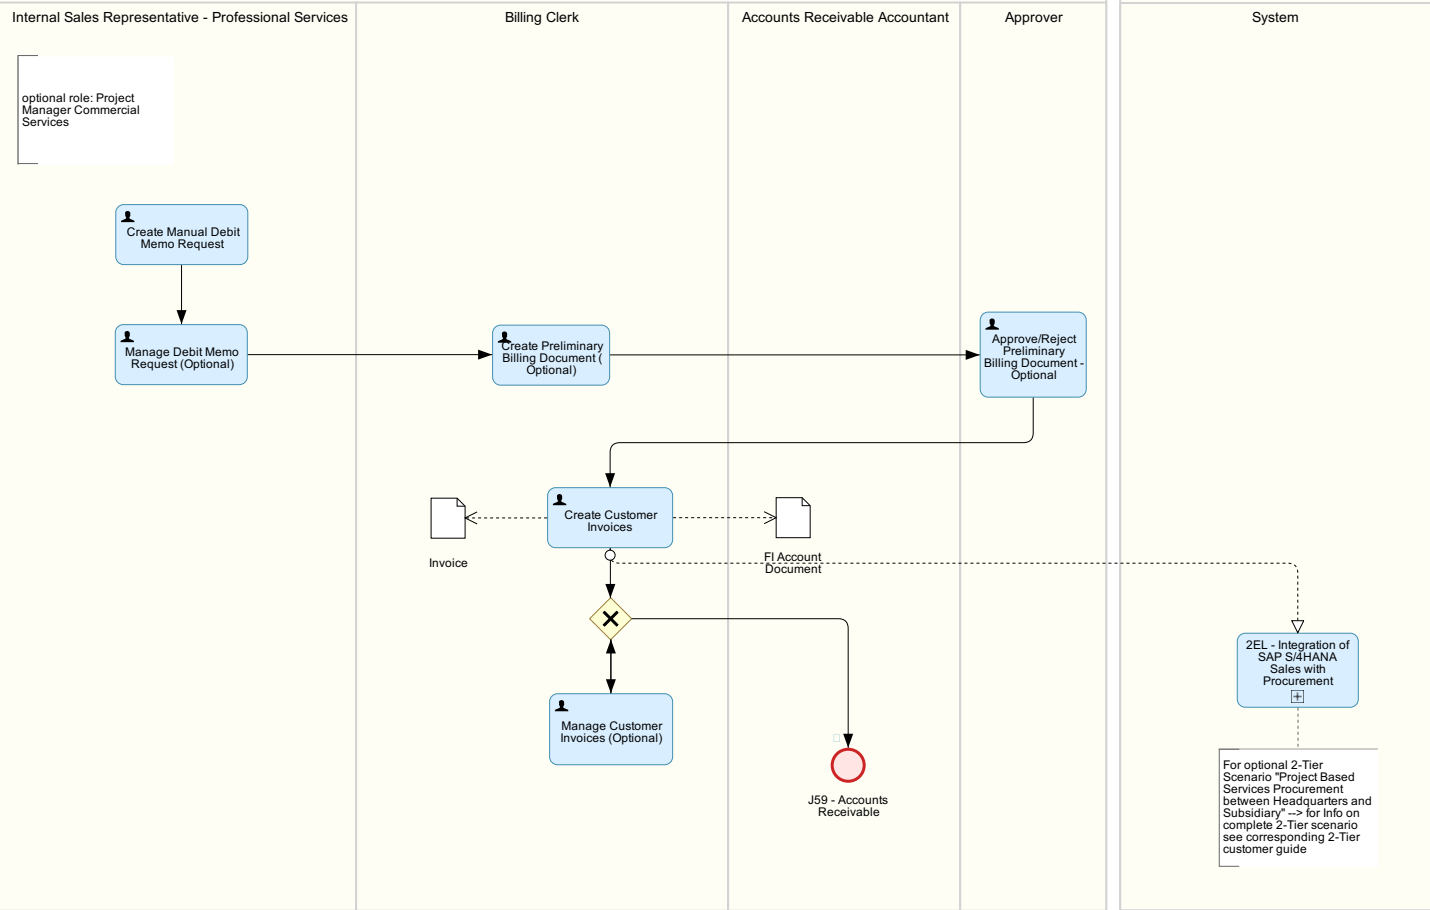 Internal Sales Representative - Professional Services
Billing Clerk
Accounts Receivable Accountant
Approver
System
optional role: Project
Manager Commercial
Services
Create Manual Debit
Memo Request
Manage Debit Memo
Request (Optional)
Create Preliminary
Billing Document (
Optional)
Approve/Reject
Preliminary
Billing Document -
Optional
Create Customer
Invoices
Invoice
FI Account
Document
2EL - Integration of
SAP S/4HANA
Sales with
Procurement
Manage Customer
Invoices (Optional)
J59 - Accounts
Receivable
For optional 2-Tier
Scenario "Project Based
Services Procurement
between Headquarters and
Subsidiary" --> for Info on
complete 2-Tier scenario
see corresponding 2-Tier
customer guide